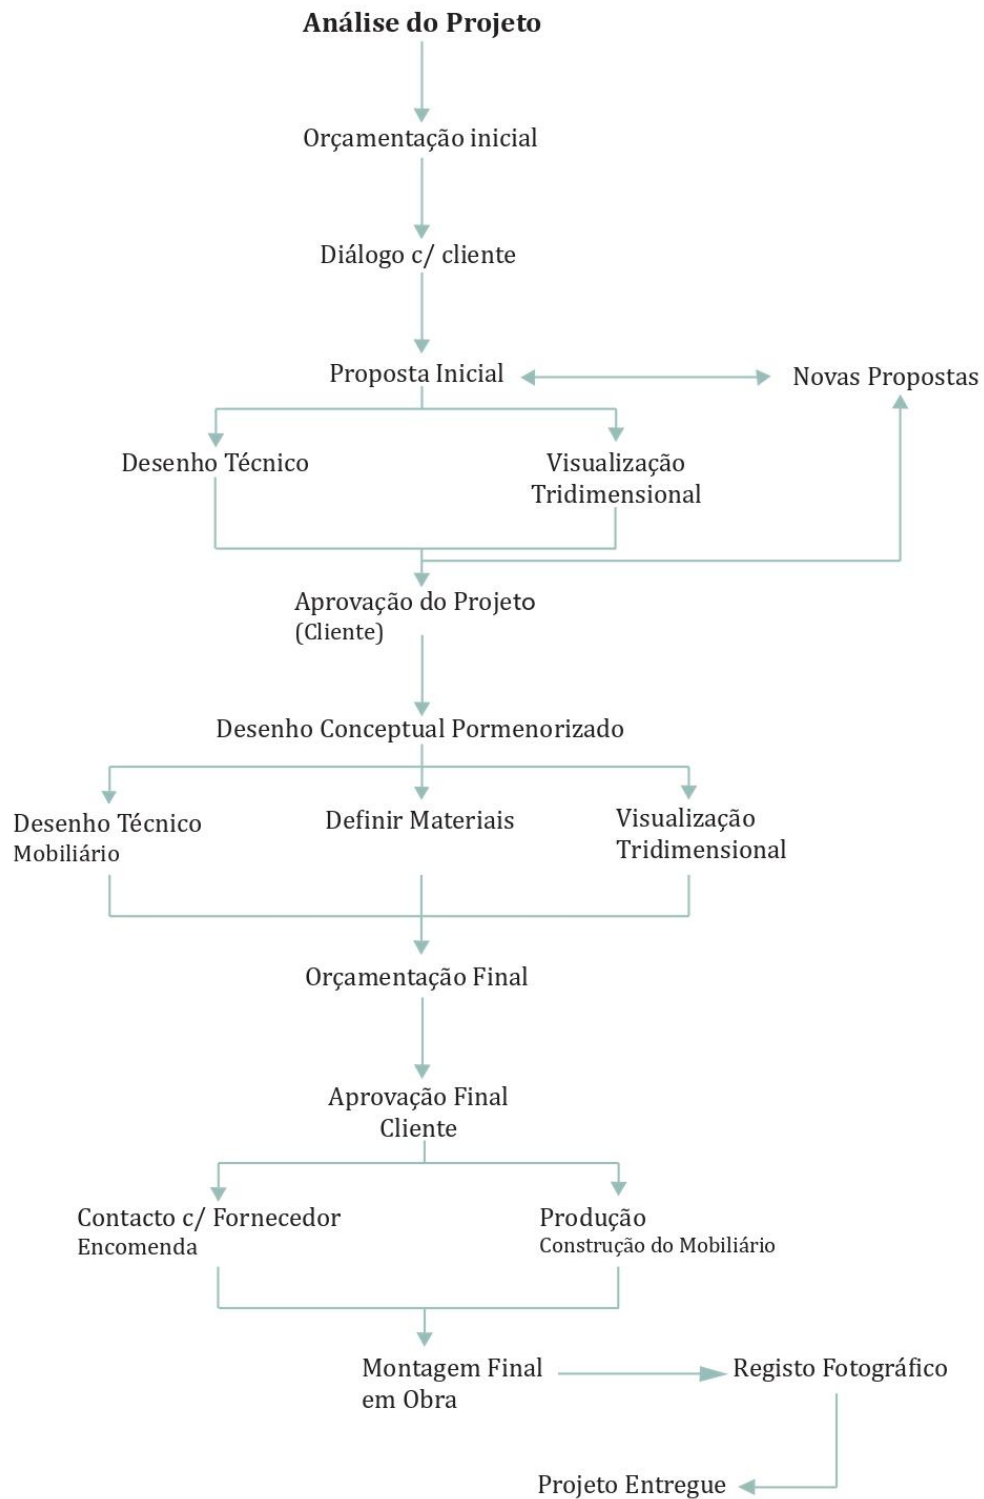 Análise do Projeto
Orçamentação inicial
Diálogo c/ cliente
Proposta Inicial
Novas Propostas
Desenho Técnico
Visualização
Tridimensional
Aprovação do Projeto
(Cliente)
Desenho Conceptual Pormenorizado
Desenho Técnico
Mobiliário
Definir Materiais
Visualização
Tridimensional
Orçamentação Final
Aprovação Final
Cliente
Contacto c/ Fornecedor
Encomenda
Produção
Construção do Mobiliário
Montagem Final
em Obra
Registo Fotográfico
Projeto Entregue